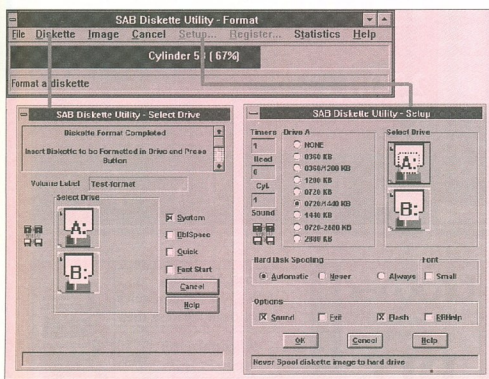 SAB Diskette Utility - Format
File Diskette Image Cancel Setup... Register... Statistics Help
Cylinder 53 ( 67%)
Format a diskette
SAB Diskette Utility - Select Drive
Diskette Format Completed
Insert Diskette to be Formatted in Drive and Press
Button
Volume Label Test-format
Select Drive
A:
B:
System
DblSpace
Quick
Fast Start
Cancel
Help
SAB Diskette Utility - Setup
Timers
1
Head
0
Cyl.
1
Sound
Drive A
NONE
0360 KB
0360/1200 KB
1200 KB
0720 KB
0720/1440 KB
1440 KB
0720-2880 KB
2880 KB
Select Drive
A:
B:
Hard Disk Spooling
Automatic Never Always
Font
Small
Options
Sound Exit Flash
OK Cancel Help
Never Spool diskette image to hard drive